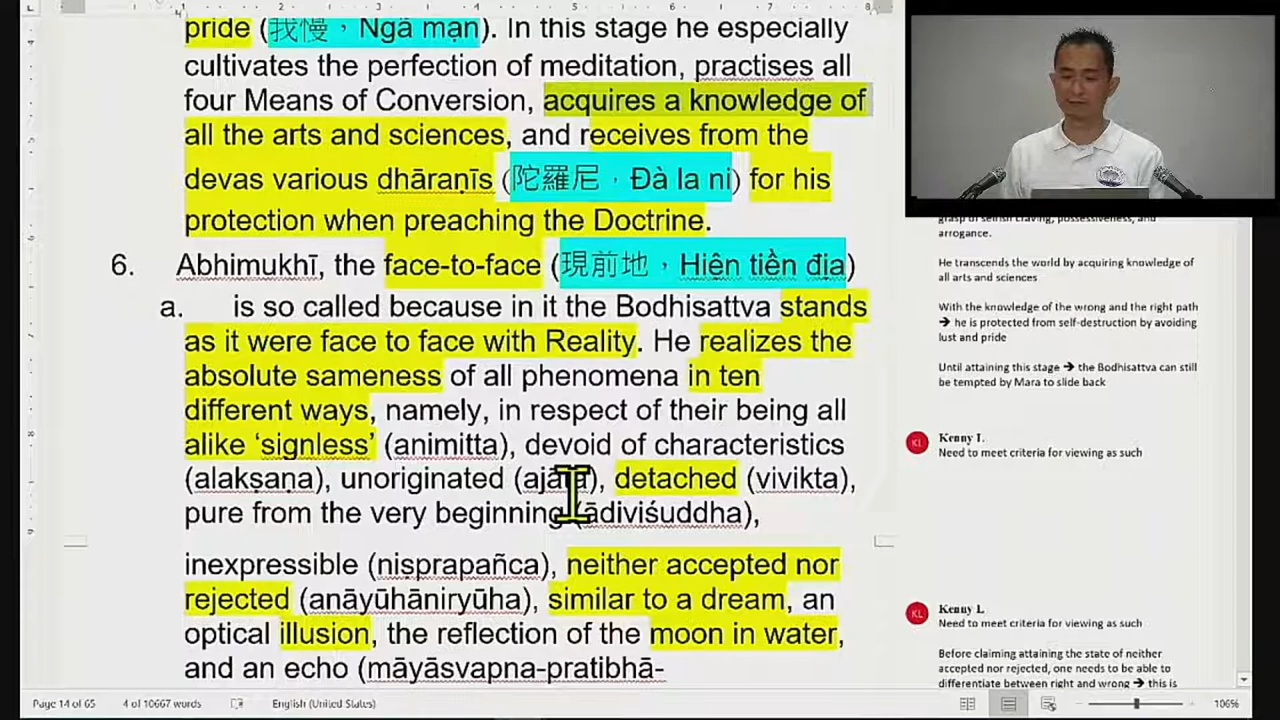 pride (我慢，Ngã mạn). In this stage he especially
cultivates the perfection of meditation, practises all
four Means of Conversion, acquires a knowledge of
all the arts and sciences, and receives from the
devas various dhāraṇīs (陀羅尼，Đà la ni) for his
protection when preaching the Doctrine.
6. Abhimukhī, the face-to-face (現前地，Hiện tiền địa)
a. is so called because in it the Bodhisattva stands
as it were face to face with Reality. He realizes the
absolute sameness of all phenomena in ten
different ways, namely, in respect of their being all
alike ‘signless’ (animitta), devoid of characteristics
(alakṣaṇa), unoriginated (ajāta), detached (vivikta),
pure from the very beginning (ādiviśuddha),
inexpressible (niṣprapañca), neither accepted nor
rejected (anāyūhāniryūha), similar to a dream, an
optical illusion, the reflection of the moon in water,
and an echo (māyāsvapna-pratibhā-
grasp of selfish craving, possessiveness, and
arrogance.
He transcends the world by acquiring knowledge of
all arts and sciences
With the knowledge of the wrong and the right path
➔ he is protected from self-destruction by avoiding
lust and pride
Until attaining this stage ➔ the Bodhisattva can still
be tempted by Mara to slide back
KL Kenny L
Need to meet criteria for viewing as such
KL Kenny L
Need to meet criteria for viewing as such
Before claiming attaining the state of neither
accepted nor rejected, one needs to be able to
differentiate between right and wrong ➔ this is
Page 14 of 65 4 of 10667 words English (United States) 106%